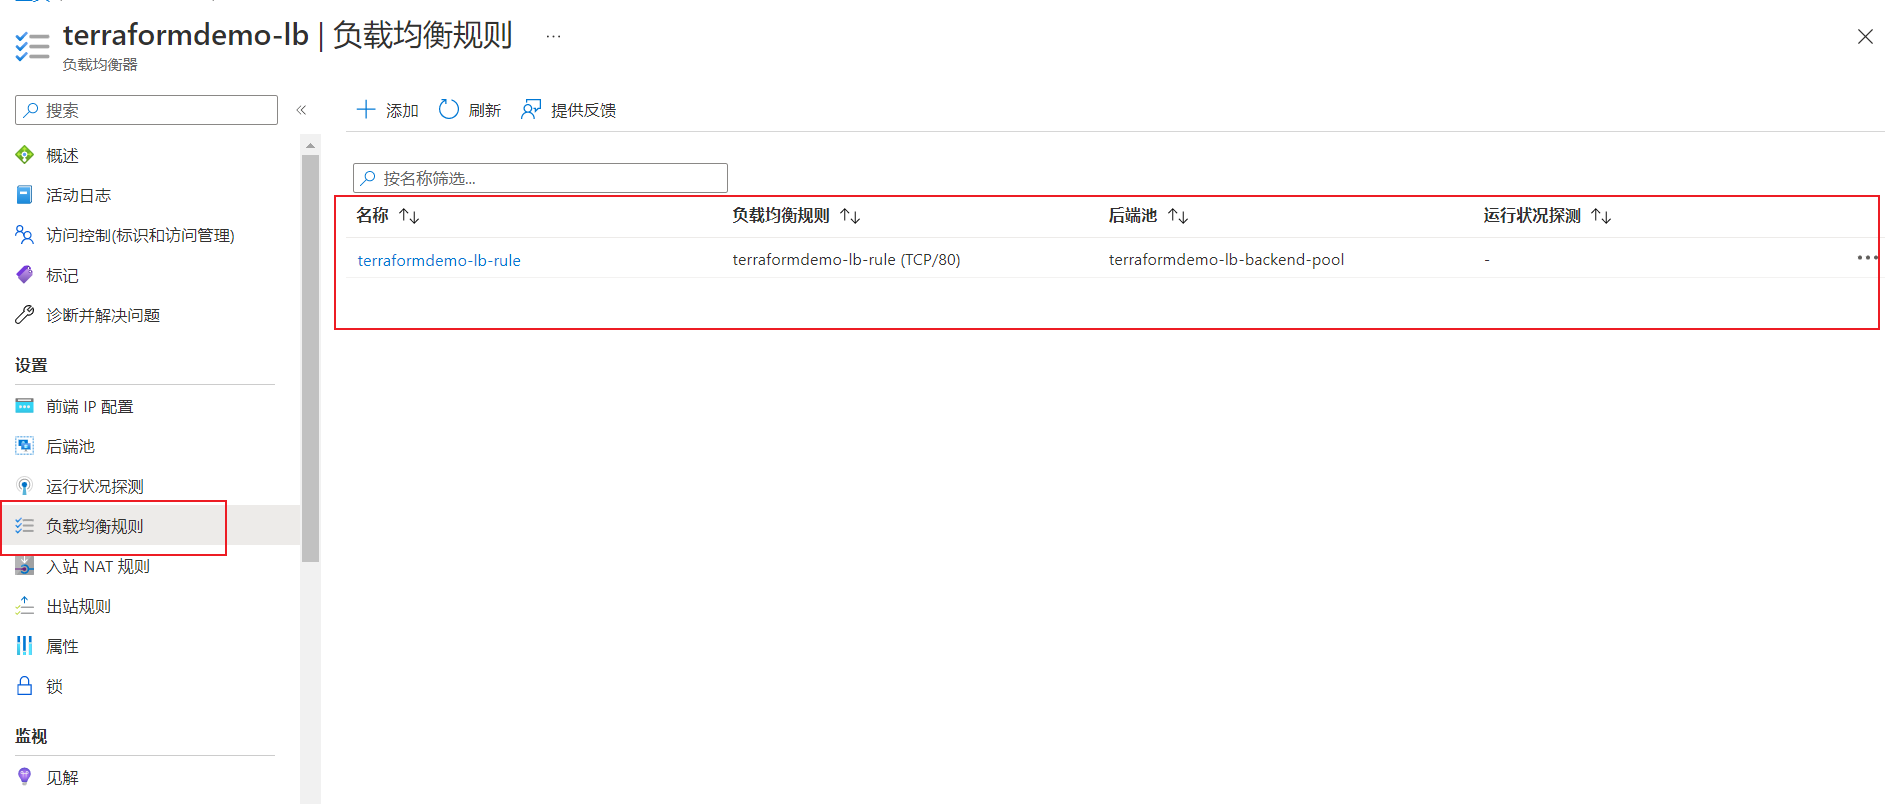 terraformdemo-lb | 负载均衡规则 ...
负载均衡器
搜索 «
添加 刷新 提供反馈
概述
活动日志
访问控制(标识和访问管理)
标记
诊断并解决问题
设置
前端 IP 配置
后端池
运行状况探测
负载均衡规则
入站 NAT 规则
出站规则
属性
锁
监视
见解
按名称筛选...
名称 ↑↓ 负载均衡规则 ↑↓ 后端池 ↑↓ 运行状况探测 ↑↓
terraformdemo-lb-rule terraformdemo-lb-rule (TCP/80) terraformdemo-lb-backend-pool - •••